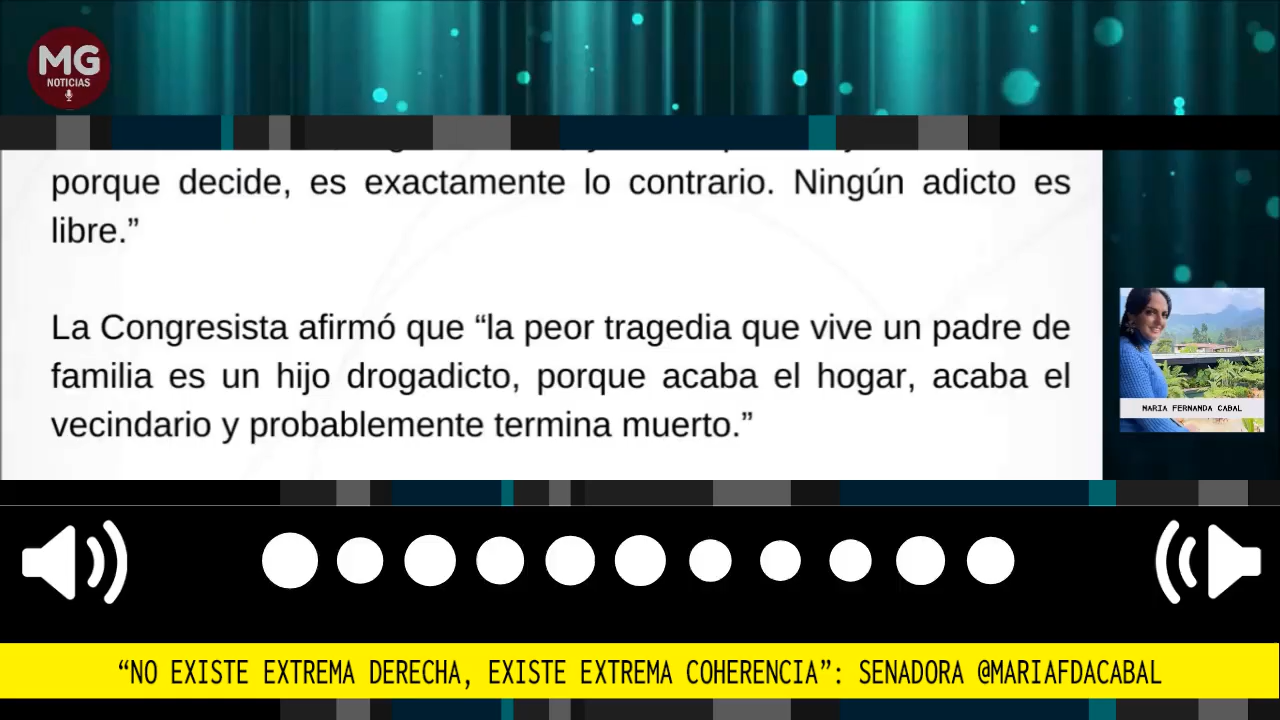 MG
NOTICIAS
porque decide, es exactamente lo contrario. Ningún adicto es
libre.”
La Congresista afirmó que “la peor tragedia que vive un padre de
familia es un hijo drogadicto, porque acaba el hogar, acaba el
vecindario y probablemente termina muerto.”
MARIA FERNANDA CABAL
“NO EXISTE EXTREMA DERECHA, EXISTE EXTREMA COHERENCIA”: SENADORA @MARIAFDACABAL